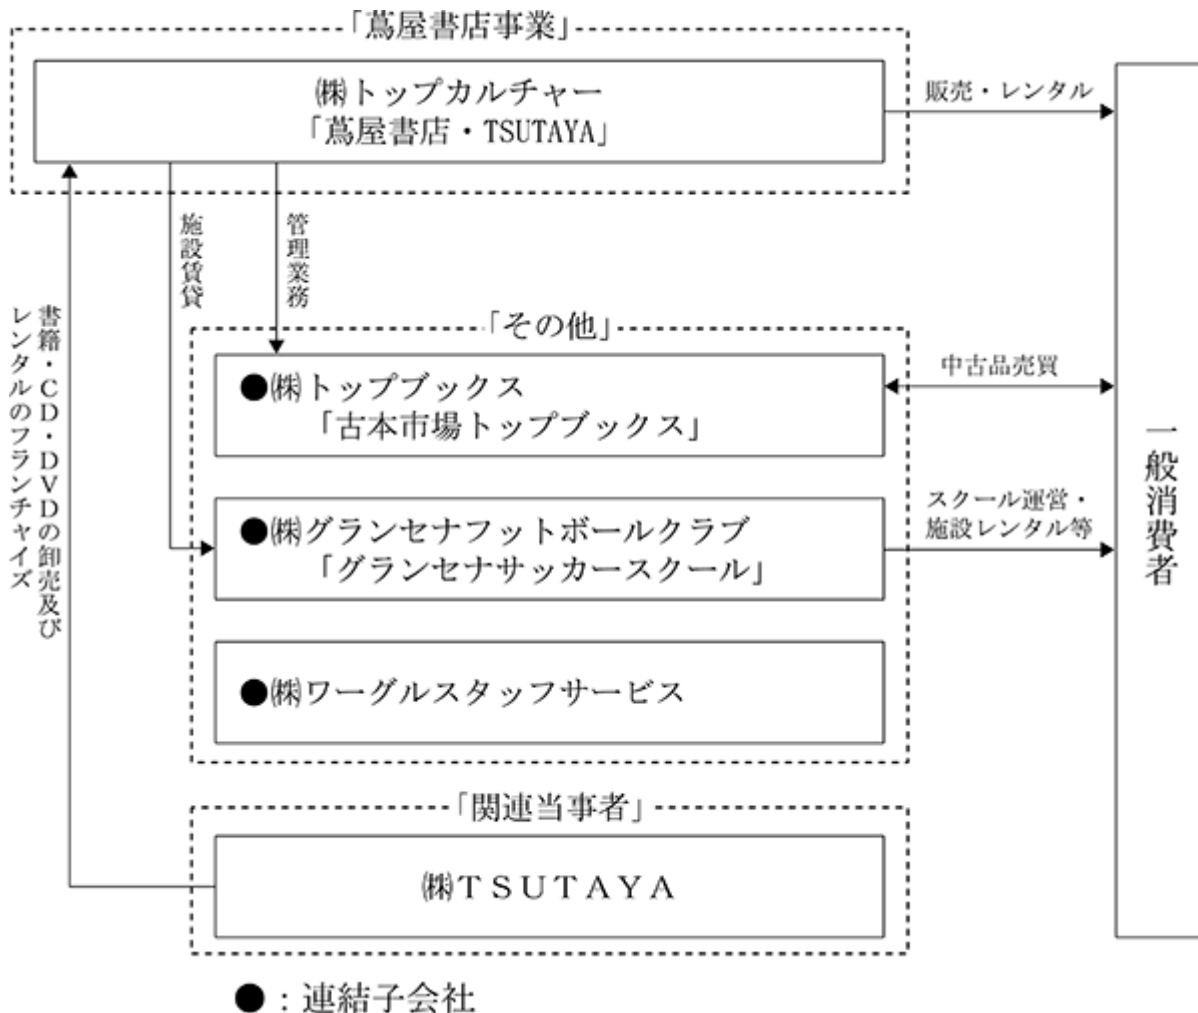 「蔦屋書店事業」
㈱トップカルチャー
「蔦屋書店・TSUTAYA」
販売・レンタル
施設賃貸
管理業務
書籍・CD・DVDの卸売及び
レンタルのフランチャイズ
「その他」
●㈱トップブックス
「古本市場トップブックス」
中古品売買
●㈱グランセナフットボールクラブ
「グランセナサッカースクール」
スクール運営・
施設レンタル等
●㈱ワーグルスタッフサービス
一般消費者
「関連当事者」
㈱ＴＳＵＴＡＹＡ
●：連結子会社